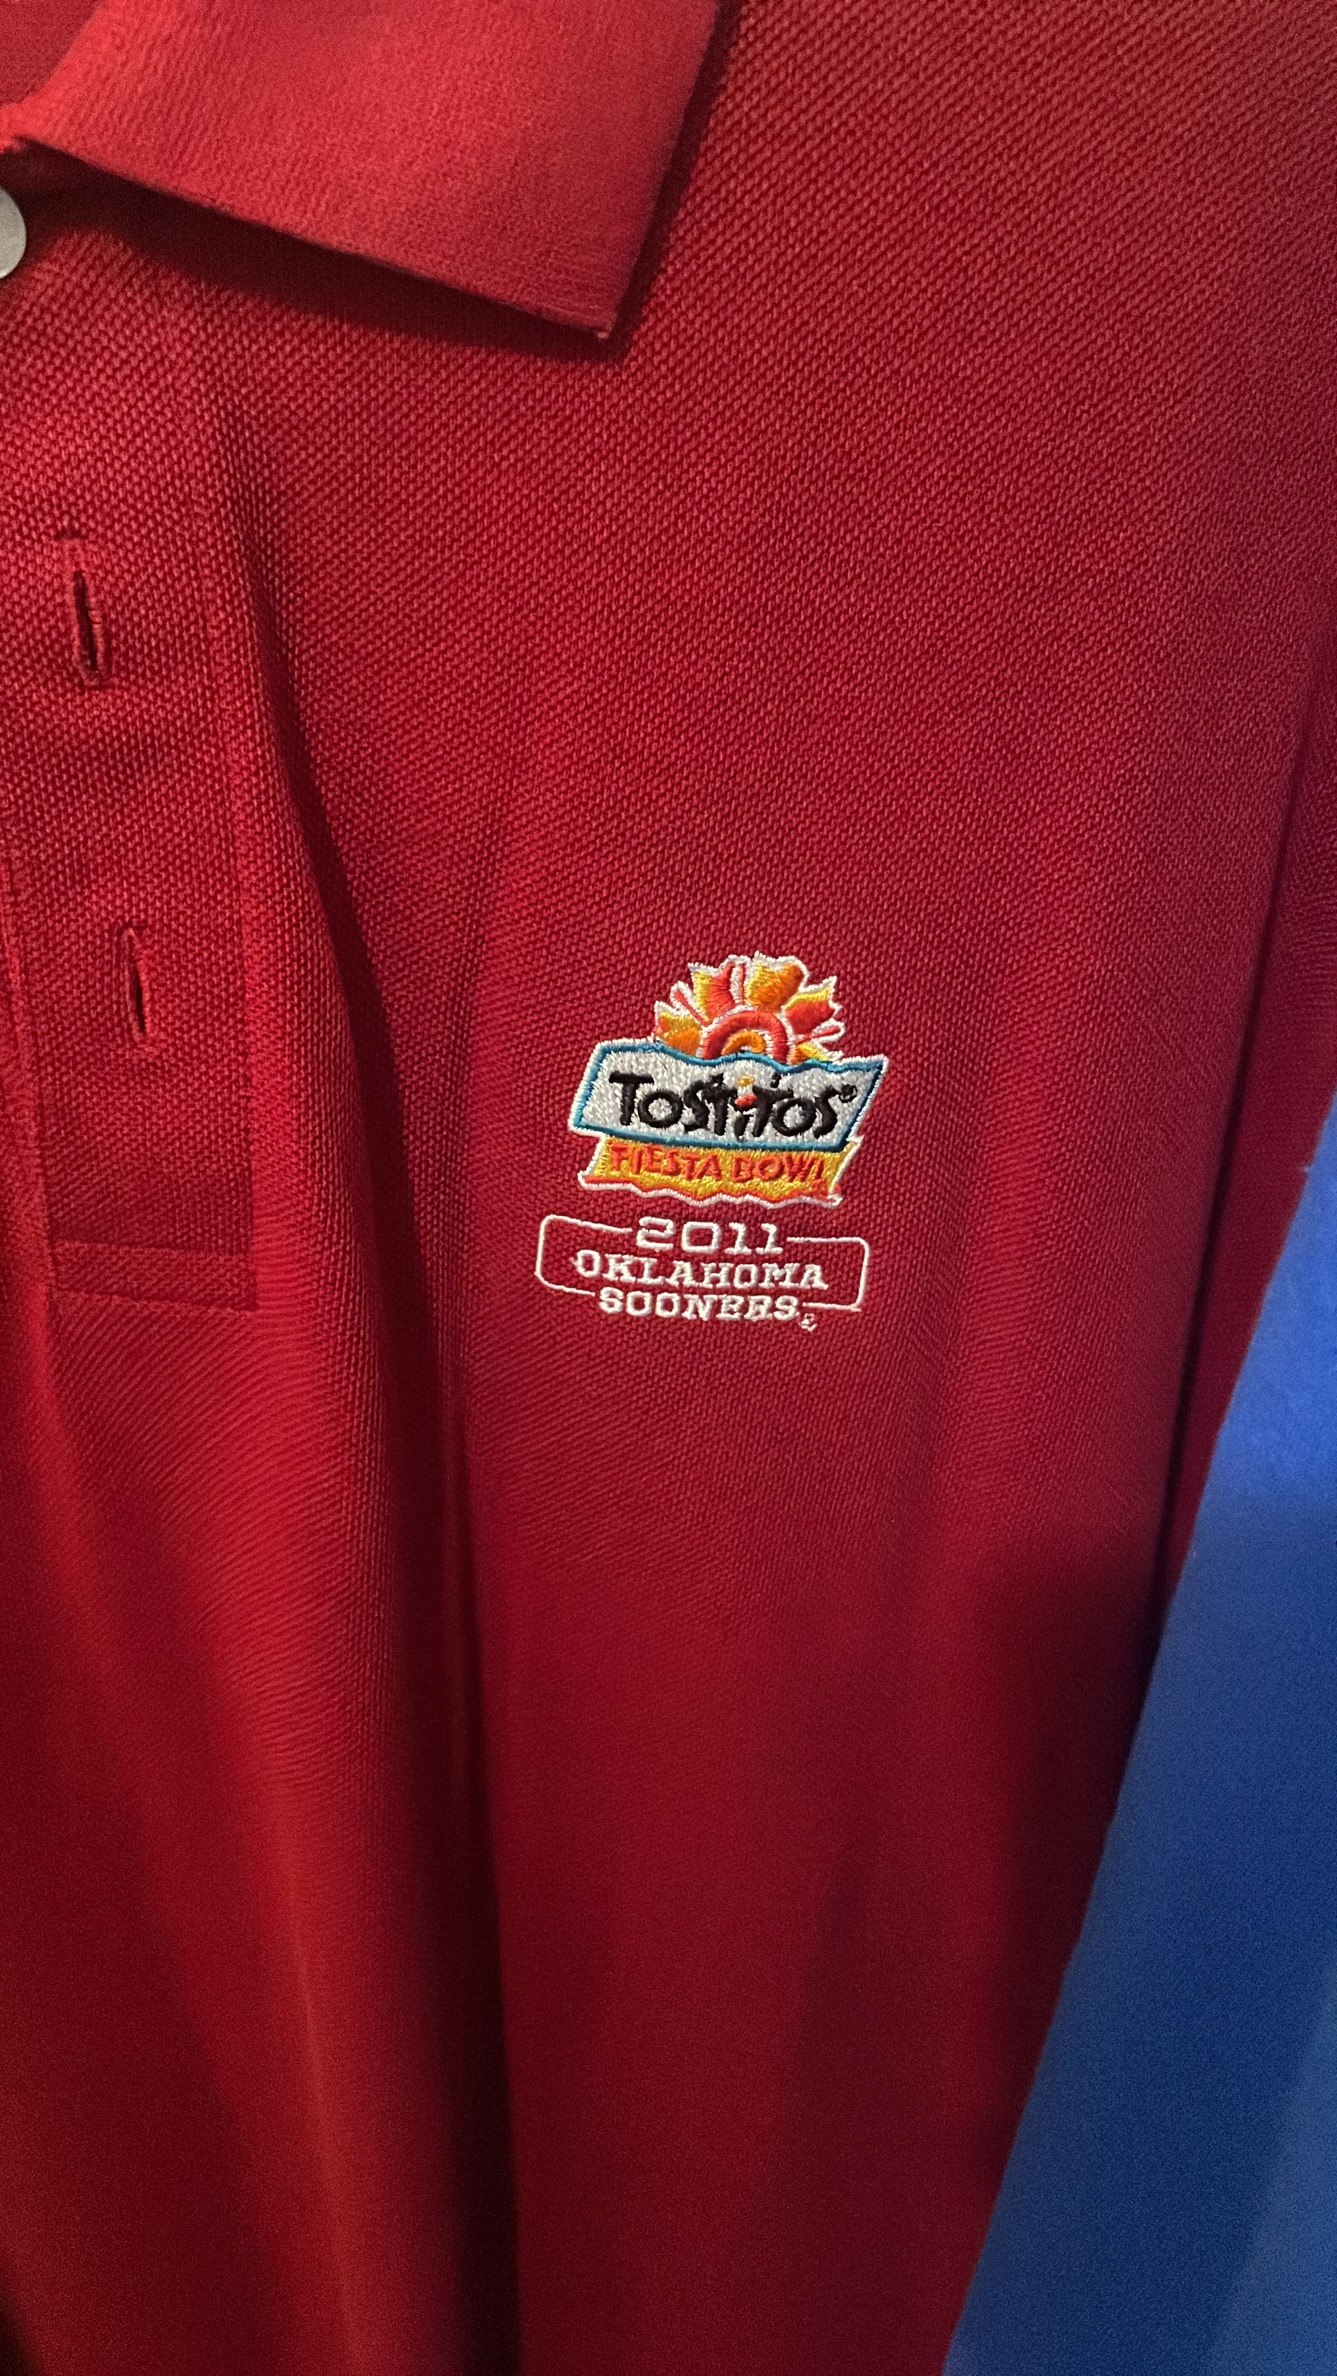 Tostitos®
FIESTA BOWL
2011
OKLAHOMA
SOONERS